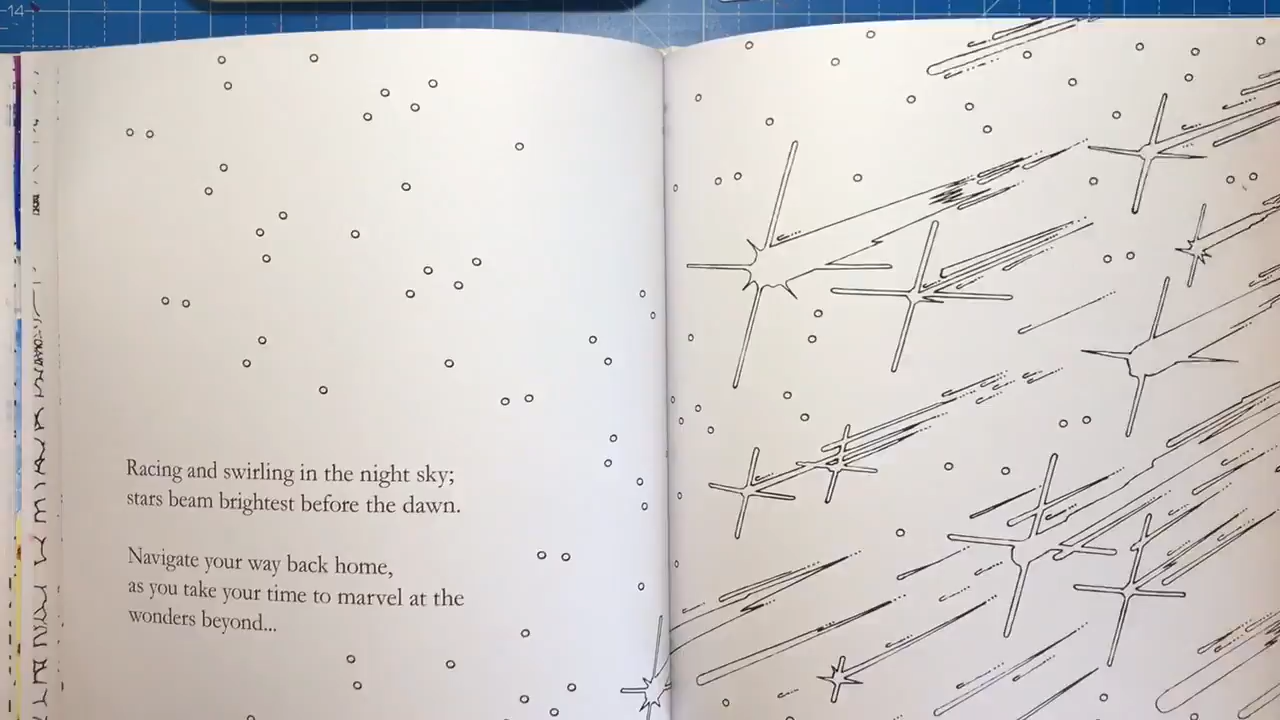 14
Racing and swirling in the night sky;
stars beam brightest before the dawn.
Navigate your way back home,
as you take your time to marvel at the
wonders beyond...